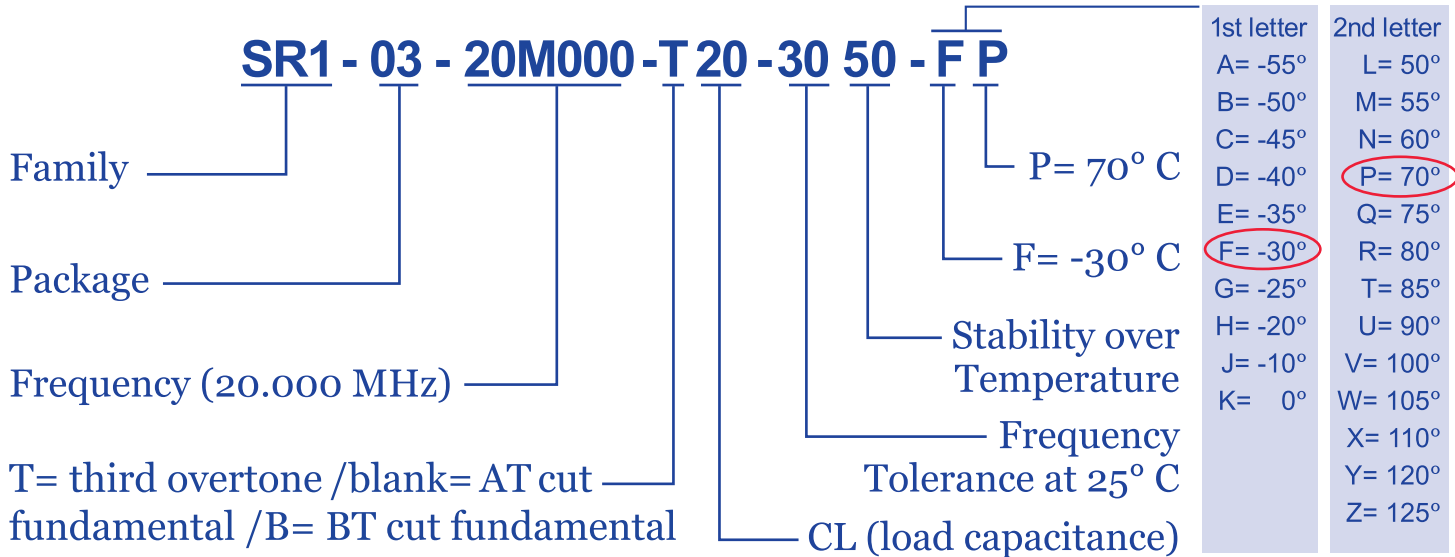 SR1 - 03 - 20M000 -T 20 -30 50 - F P
Family
Package
Frequency (20.000 MHz)
T= third overtone /blank= AT cut
fundamental /B= BT cut fundamental
P= 70° C
F= -30° C
Stability over
Temperature
Frequency
Tolerance at 25° C
CL (load capacitance)
1st letter
A= -55°
B= -50°
C= -45°
D= -40°
E= -35°
F= -30°
G= -25°
H= -20°
J= -10°
K= 0°
2nd letter
L= 50°
M= 55°
N= 60°
P= 70°
Q= 75°
R= 80°
T= 85°
U= 90°
V= 100°
W= 105°
X= 110°
Y= 120°
Z= 125°